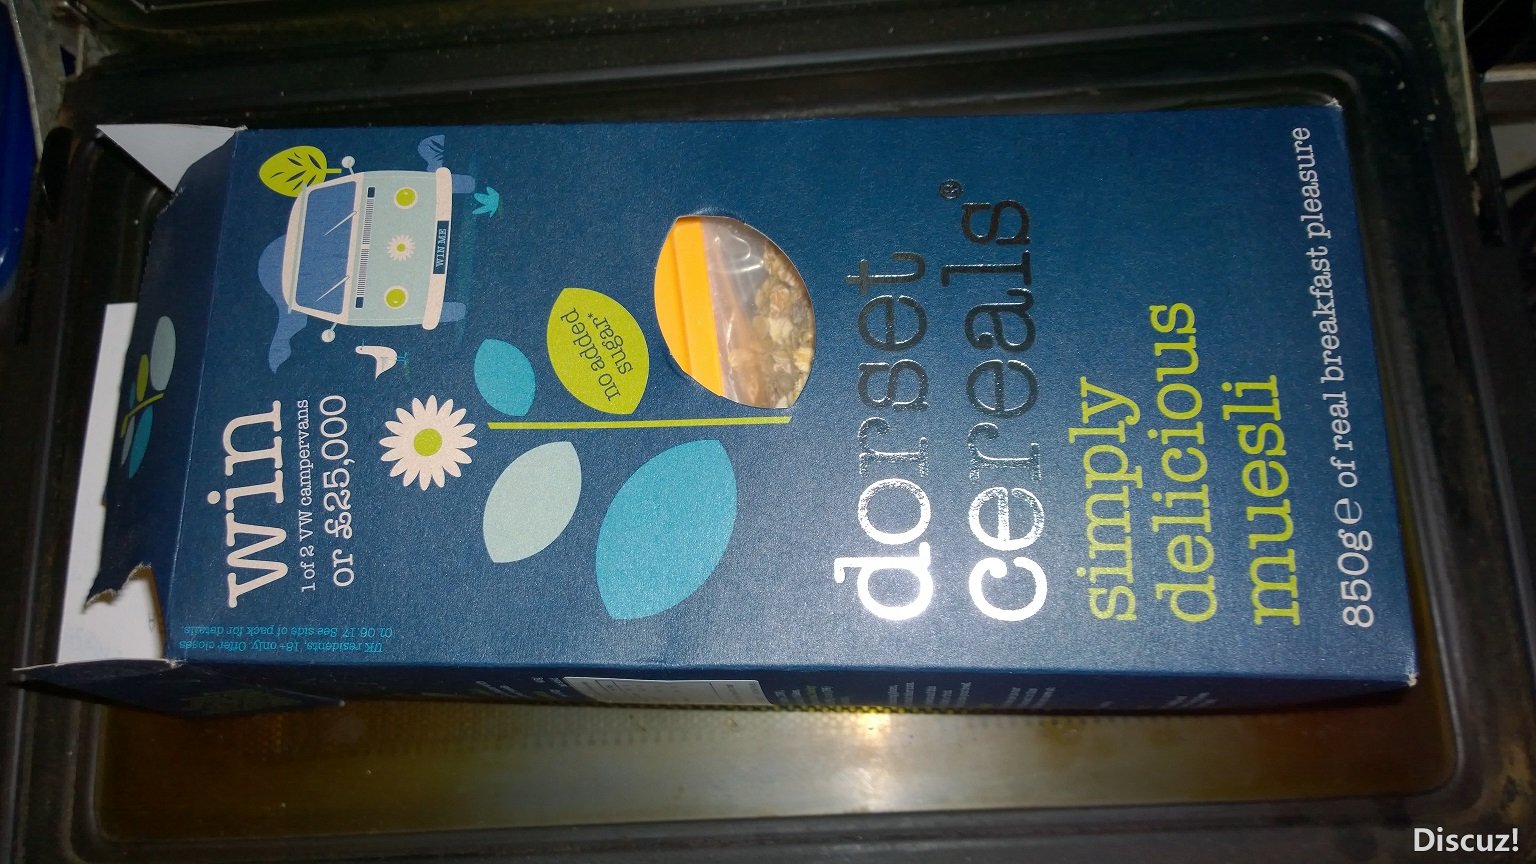 win
1 of 2 VW campervans
or £25,000
WIN ME
UK residents, 18+ only. Offer closes
01.06.17. See side of pack for details.
no added
sugar*
dorset
cereals®
simply
delicious
muesli
850g℮ of real breakfast pleasure
Discuz!